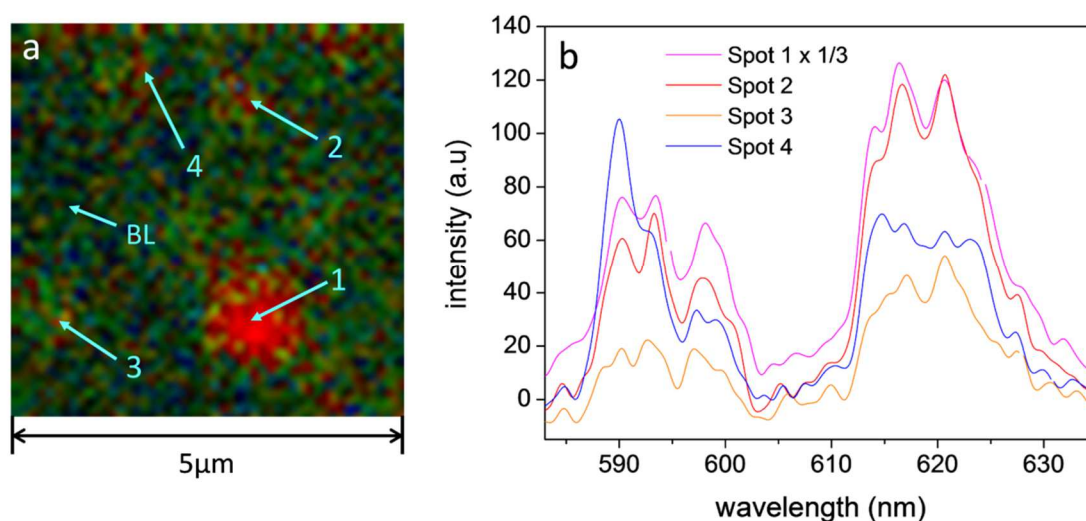 a
4
2
BL
1
3
5μm
b
Spot 1 x 1/3
Spot 2
Spot 3
Spot 4
intensity (a.u)
140
120
100
80
60
40
20
0
590 600 610 620 630
wavelength (nm)